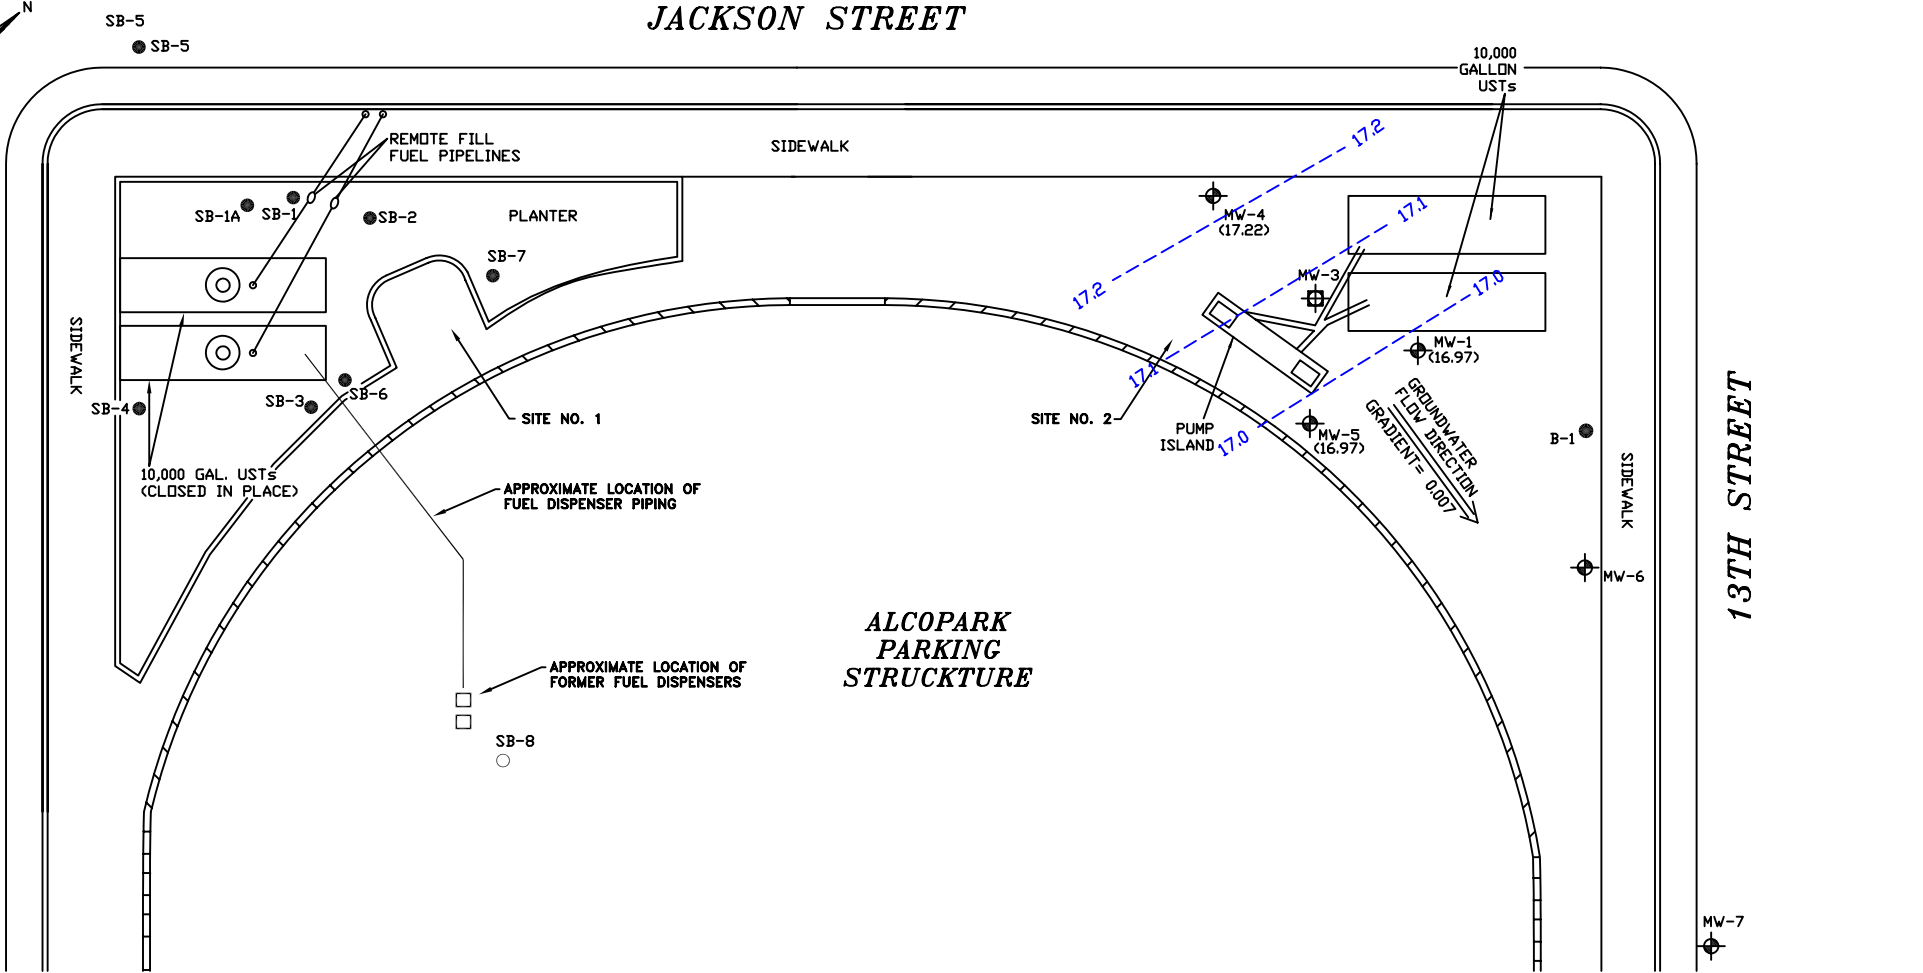 N
JACKSON STREET
SB-5
SB-5
10,000
GALLON
USTs
17.2
REMOTE FILL
FUEL PIPELINES
SIDEWALK
SB-1A
SB-1
SB-2
PLANTER
MW-4
(17.22)
17.1
SB-7
MW-3
17.0
17.2
SIDEWALK
MW-1
(16.97)
17.1
SB-4
SB-3
SB-6
SITE NO. 1
SITE NO. 2
PUMP
ISLAND
17.0
MW-5
(16.97)
GROUNDWATER
FLOW DIRECTION
GRADIENT= 0.007
B-1
SIDEWALK
13TH STREET
10,000 GAL. USTs
(CLOSED IN PLACE)
APPROXIMATE LOCATION OF
FUEL DISPENSER PIPING
MW-6
ALCOPARK
PARKING
STRUCKTURE
APPROXIMATE LOCATION OF
FORMER FUEL DISPENSERS
SB-8
MW-7